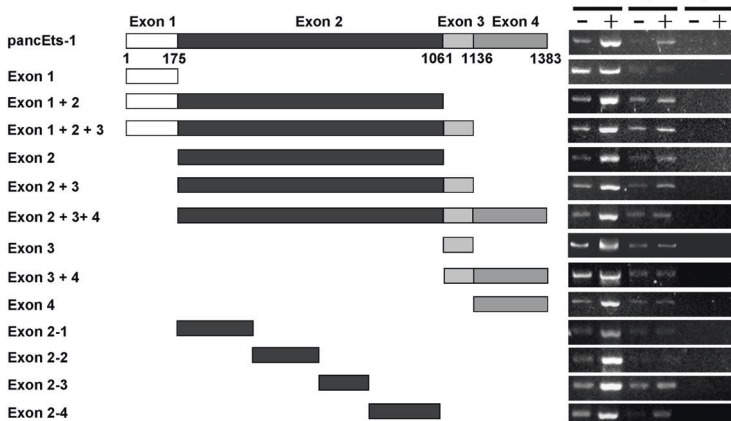 Exon 1 Exon 2 Exon 3 Exon 4
− + − + − +
pancEts-1
1 175 1061 1136 1383
Exon 1
Exon 1 + 2
Exon 1 + 2 + 3
Exon 2
Exon 2 + 3
Exon 2 + 3+ 4
Exon 3
Exon 3 + 4
Exon 4
Exon 2-1
Exon 2-2
Exon 2-3
Exon 2-4